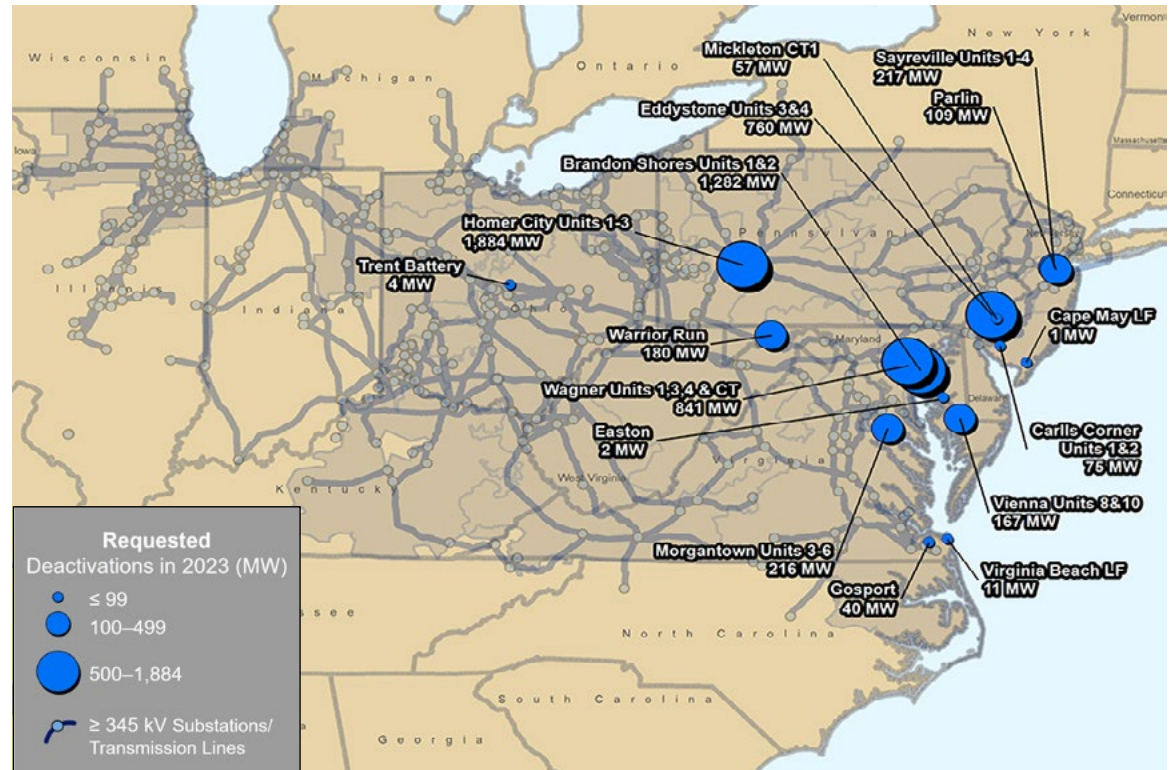 Wisconsin
Michigan
Ontario
New York
Vermont
Massachusetts
Connecticut
Iowa
Illinois
Indiana
Ohio
Pennsylvania
New Jersey
Maryland
Delaware
West Virginia
Virginia
Kentucky
North Carolina
South Carolina
Georgia
Mickleton CT1
57 MW
Sayreville Units 1-4
217 MW
Parlin
109 MW
Eddystone Units 3&4
760 MW
Brandon Shores Units 1&2
1,282 MW
Homer City Units 1-3
1,884 MW
Trent Battery
4 MW
Cape May LF
1 MW
Warrior Run
180 MW
Wagner Units 1,3,4 & CT
841 MW
Easton
2 MW
Carlls Corner
Units 1&2
75 MW
Vienna Units 8&10
167 MW
Morgantown Units 3-6
216 MW
Gosport
40 MW
Virginia Beach LF
11 MW
Requested
Deactivations in 2023 (MW)
≤ 99
100–499
500–1,884
≥ 345 kV Substations/
Transmission Lines